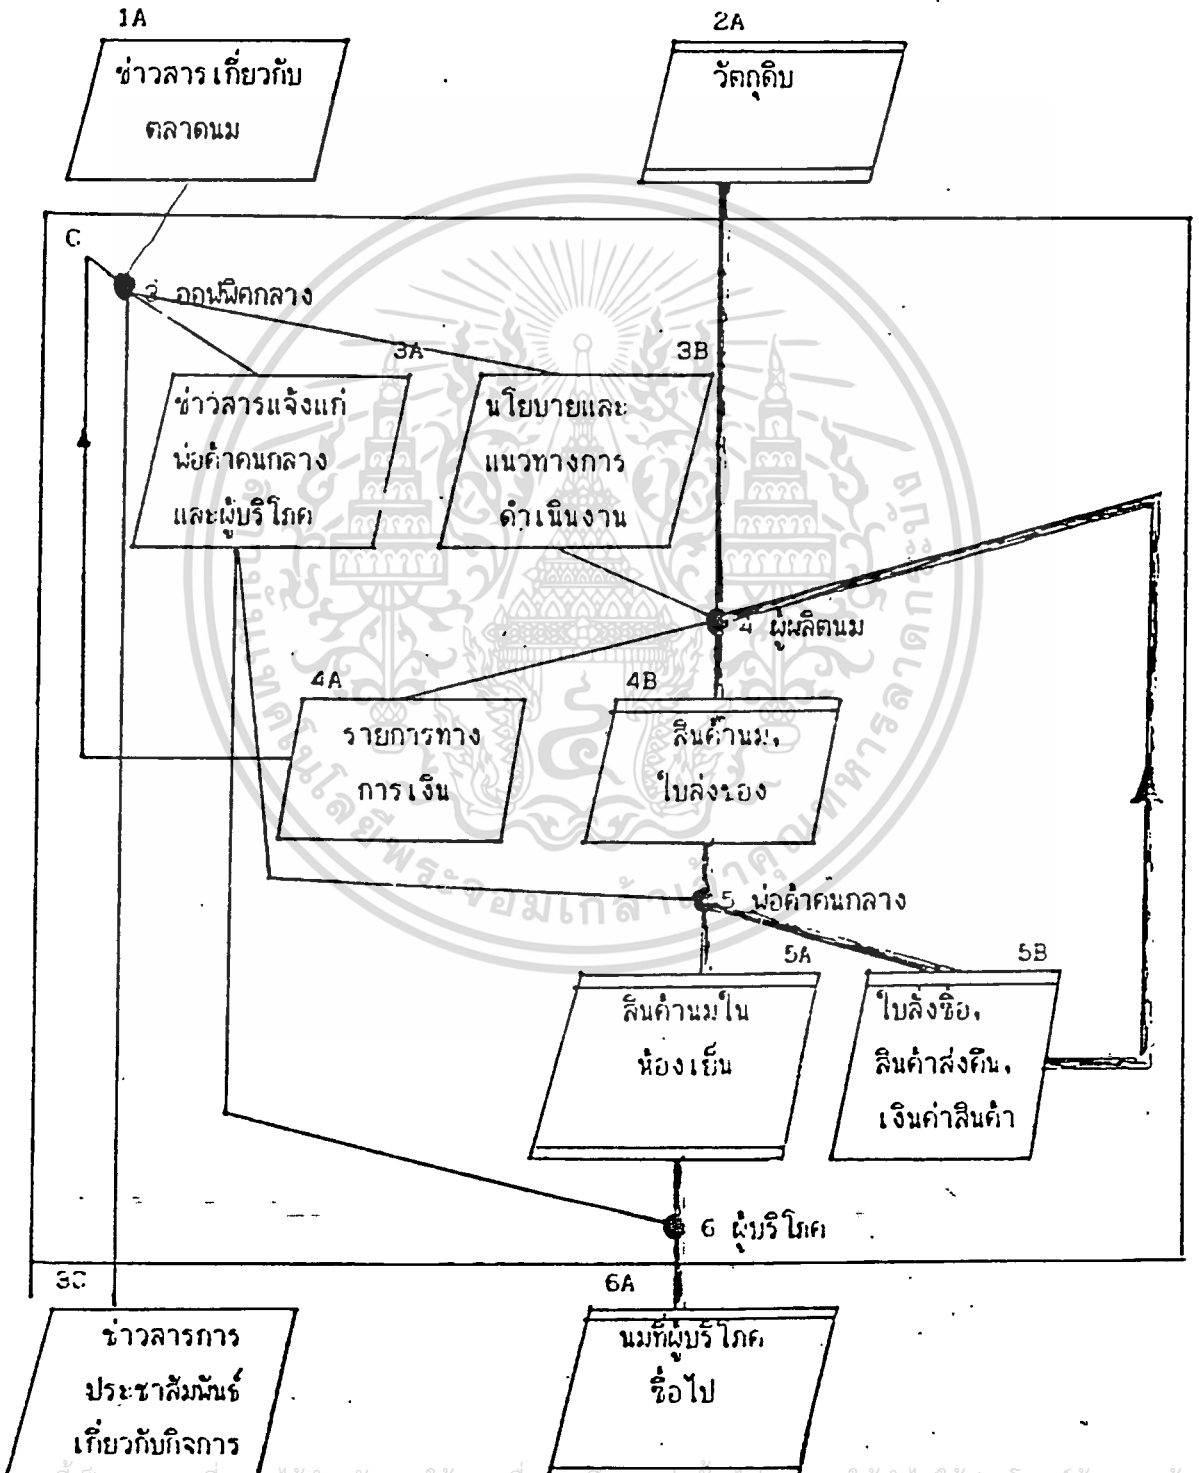 1A
ข่าวสารเกี่ยวกับ
ตลาดนม
2A
วัตถุดิบ
C
3 ออฟฟิศกลาง
3A
ข่าวสารแจ้งแก่
พ่อค้าคนกลาง
และผู้บริโภค
3B
นโยบายและ
แนวทางการ
ดำเนินงาน
4 ผู้ผลิตนม
4A
รายการทาง
การเงิน
4B
สินค้านม,
ใบส่งของ
5 พ่อค้าคนกลาง
5A
สินค้านมใน
ห้องเย็น
5B
ใบสั่งซื้อ,
สินค้าส่งคืน,
เงินค่าสินค้า
6 ผู้บริโภค
3C
ข่าวสารการ
ประชาสัมพันธ์
เกี่ยวกับกิจการ
6A
นมที่ผู้บริโภค
ซื้อไป